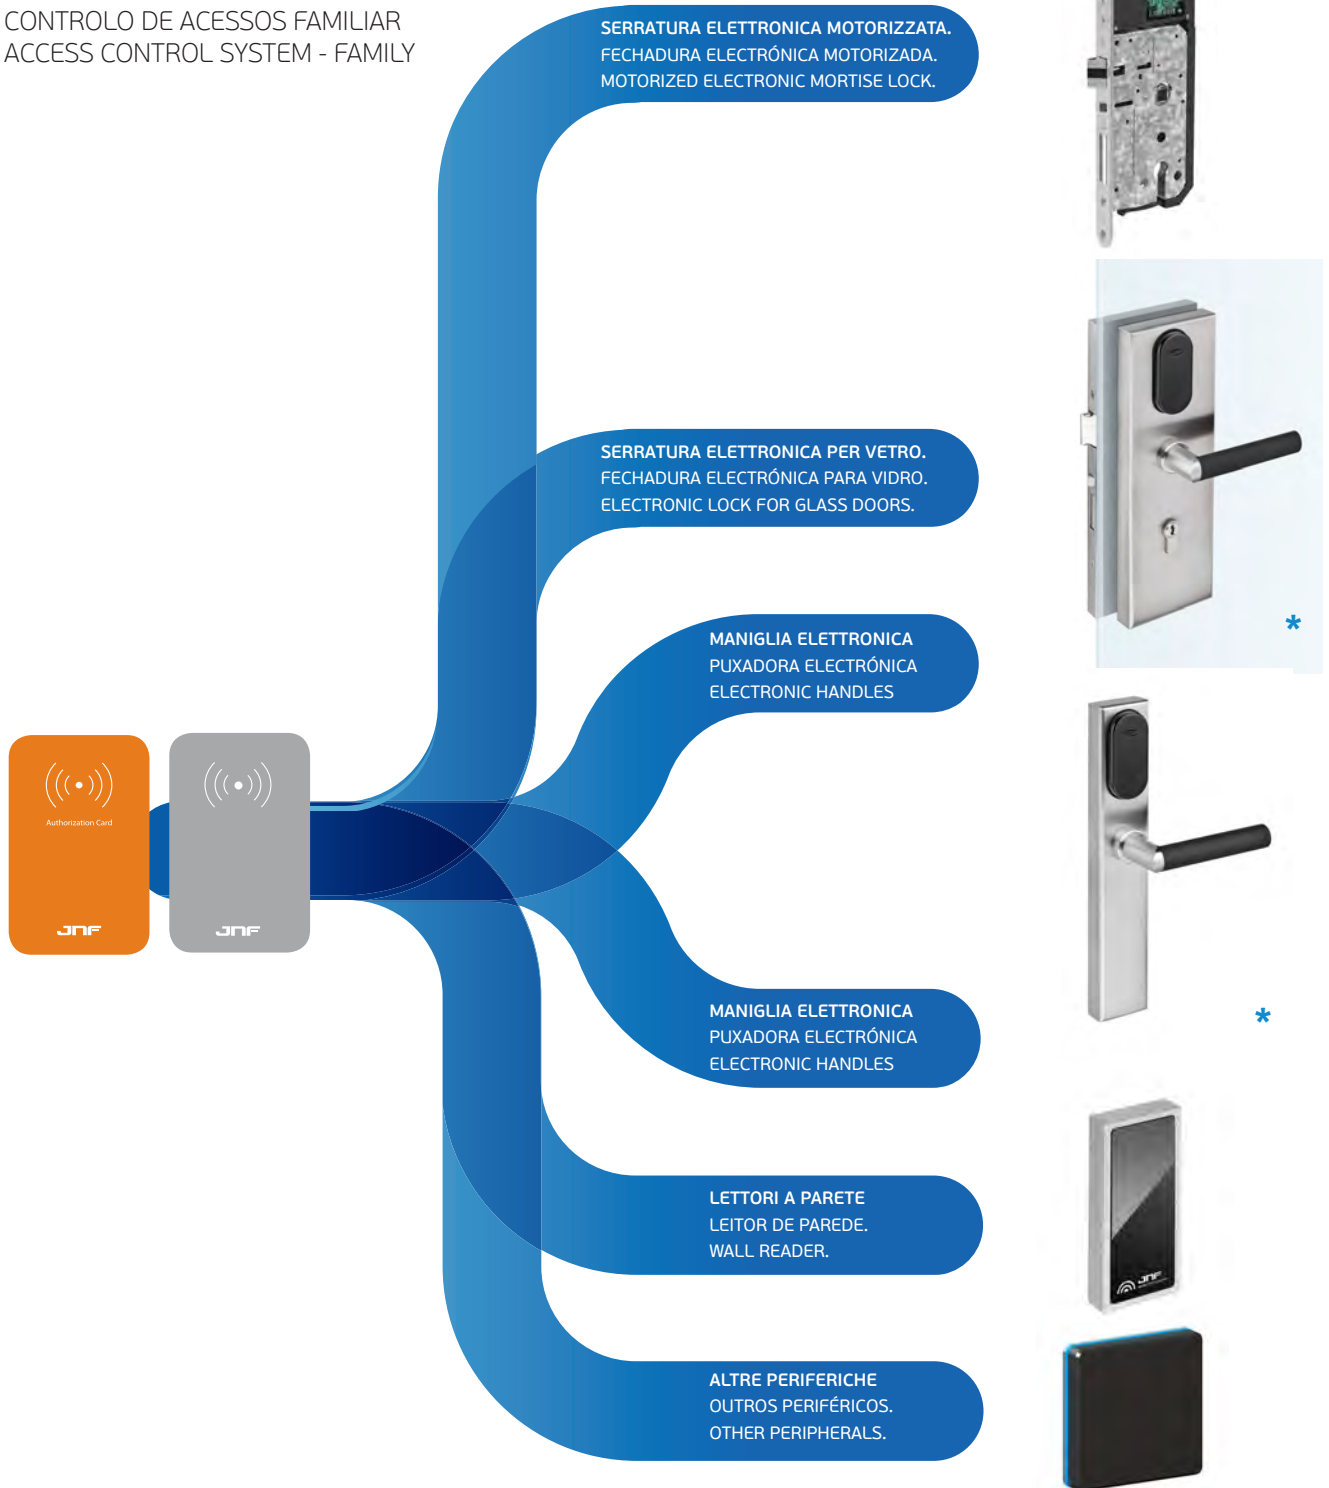 CONTROLO DE ACESSOS FAMILIAR
ACCESS CONTROL SYSTEM - FAMILY
SERRATURA ELETTRONICA MOTORIZZATA.
FECHADURA ELECTRÓNICA MOTORIZADA.
MOTORIZED ELECTRONIC MORTISE LOCK.
SERRATURA ELETTRONICA PER VETRO.
FECHADURA ELECTRÓNICA PARA VIDRO.
ELECTRONIC LOCK FOR GLASS DOORS.
*
MANIGLIA ELETTRONICA
PUXADORA ELECTRÓNICA
ELECTRONIC HANDLES
Authorization Card
JNF
JNF
MANIGLIA ELETTRONICA
PUXADORA ELECTRÓNICA
ELECTRONIC HANDLES
*
LETTORI A PARETE
LEITOR DE PAREDE.
WALL READER.
JNF
ALTRE PERIFERICHE
OUTROS PERIFÉRICOS.
OTHER PERIPHERALS.